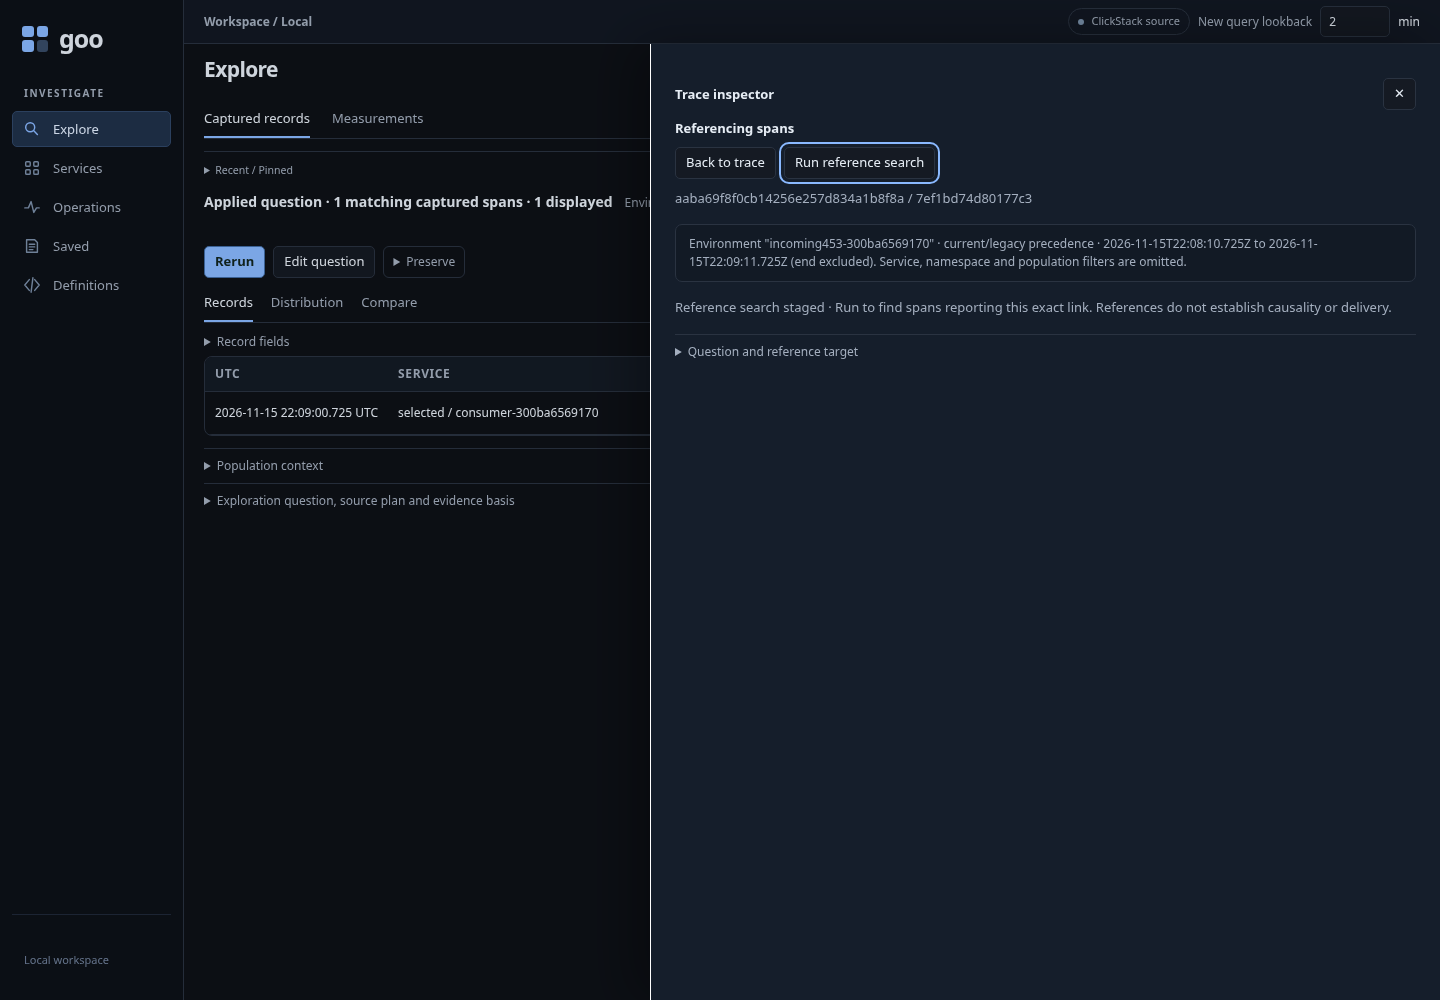 goo
INVESTIGATE
Explore
Services
Operations
Saved
Definitions
Local workspace
Workspace / Local
ClickStack source
New query lookback
2
min
Explore
Captured records
Measurements
Recent / Pinned
Applied question · 1 matching captured spans · 1 displayed
Rerun
Edit question
Preserve
Records
Distribution
Compare
Record fields
UTC
SERVICE
2026-11-15 22:09:00.725 UTC
selected / consumer-300ba6569170
Population context
Exploration question, source plan and evidence basis
Trace inspector
×
Referencing spans
Back to trace
Run reference search
aaba69f8f0cb14256e257d834a1b8f8a / 7ef1bd74d80177c3
Environment "incoming453-300ba6569170" · current/legacy precedence · 2026-11-15T22:08:10.725Z to 2026-11-
15T22:09:11.725Z (end excluded). Service, namespace and population filters are omitted.
Reference search staged · Run to find spans reporting this exact link. References do not establish causality or delivery.
Question and reference target